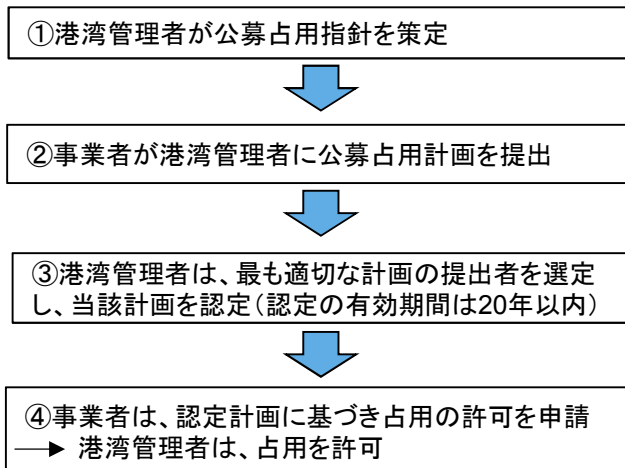 ①港湾管理者が公募占用指針を策定
②事業者が港湾管理者に公募占用計画を提出
③港湾管理者は、最も適切な計画の提出者を選定
し、当該計画を認定（認定の有効期間は20年以内）
④事業者は、認定計画に基づき占用の許可を申請
港湾管理者は、占用を許可